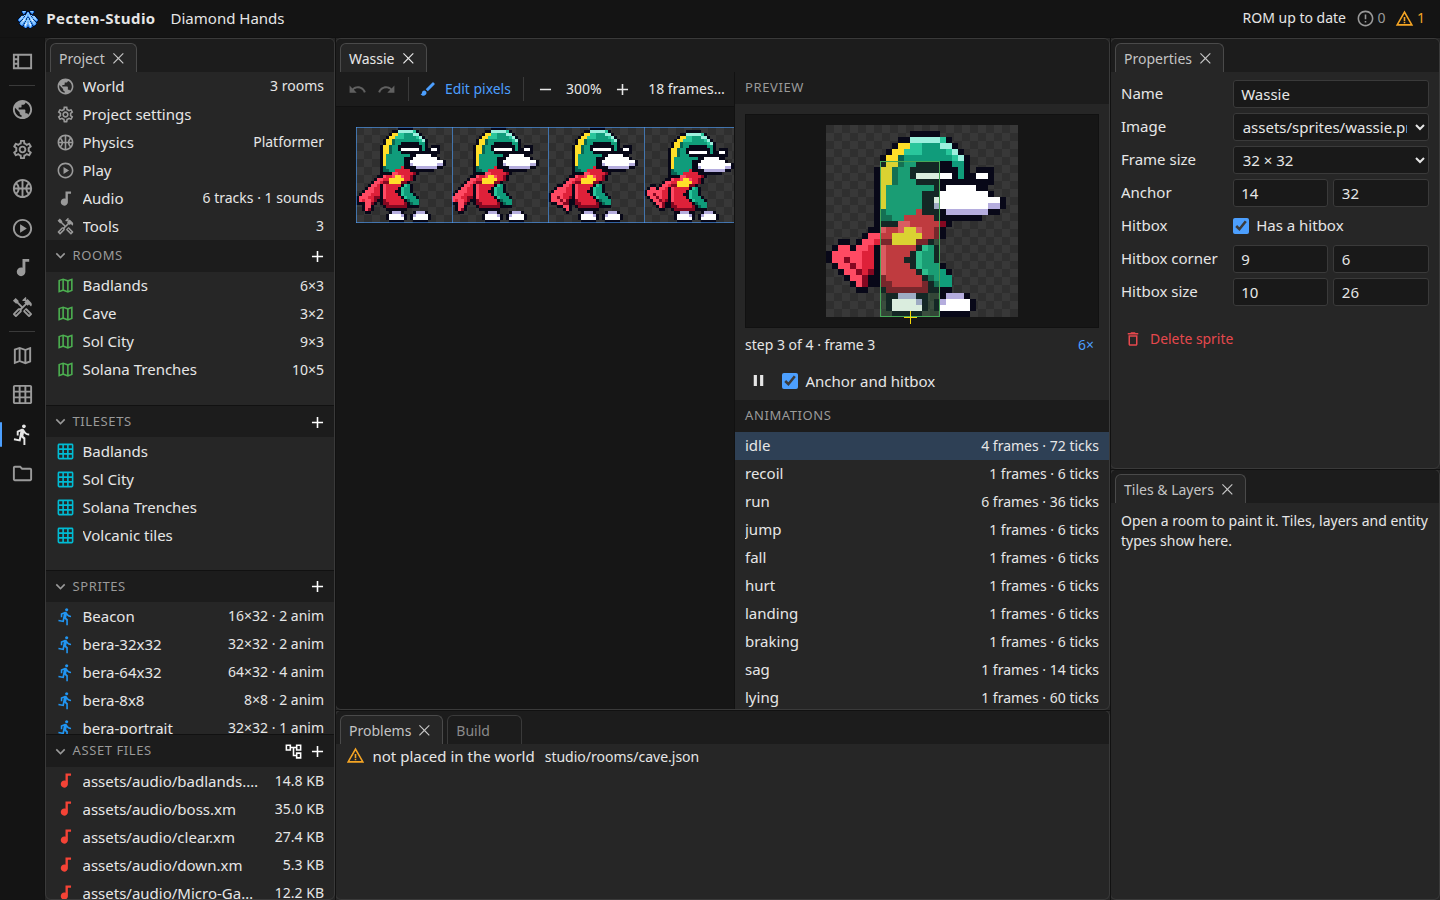 Pecten-Studio Diamond Hands
ROM up to date 0 1
Project
World 3 rooms
Project settings
Physics Platformer
Play
Audio 6 tracks · 1 sounds
Tools 3
ROOMS
Badlands 6×3
Cave 3×2
Sol City 9×3
Solana Trenches 10×5
TILESETS
Badlands
Sol City
Solana Trenches
Volcanic tiles
SPRITES
Beacon 16×32 · 2 anim
bera-32x32 32×32 · 2 anim
bera-64x32 64×32 · 4 anim
bera-8x8 8×8 · 2 anim
bera-portrait 32×32 · 1 anim
ASSET FILES
assets/audio/badlands.... 14.8 KB
assets/audio/boss.xm 35.0 KB
assets/audio/clear.xm 27.4 KB
assets/audio/down.xm 5.3 KB
assets/audio/Micro-Ga... 12.2 KB
Wassie
Edit pixels 300% 18 frames...
PREVIEW
step 3 of 4 · frame 3 6×
Anchor and hitbox
ANIMATIONS
idle 4 frames · 72 ticks
recoil 1 frames · 6 ticks
run 6 frames · 36 ticks
jump 1 frames · 6 ticks
fall 1 frames · 6 ticks
hurt 1 frames · 6 ticks
landing 1 frames · 6 ticks
braking 1 frames · 6 ticks
sag 1 frames · 14 ticks
lying 1 frames · 60 ticks
Problems Build
not placed in the world studio/rooms/cave.json
Properties
Name Wassie
Image assets/sprites/wassie.p
Frame size 32 × 32
Anchor 14 32
Hitbox Has a hitbox
Hitbox corner 9 6
Hitbox size 10 26
Delete sprite
Tiles & Layers
Open a room to paint it. Tiles, layers and entity
types show here.